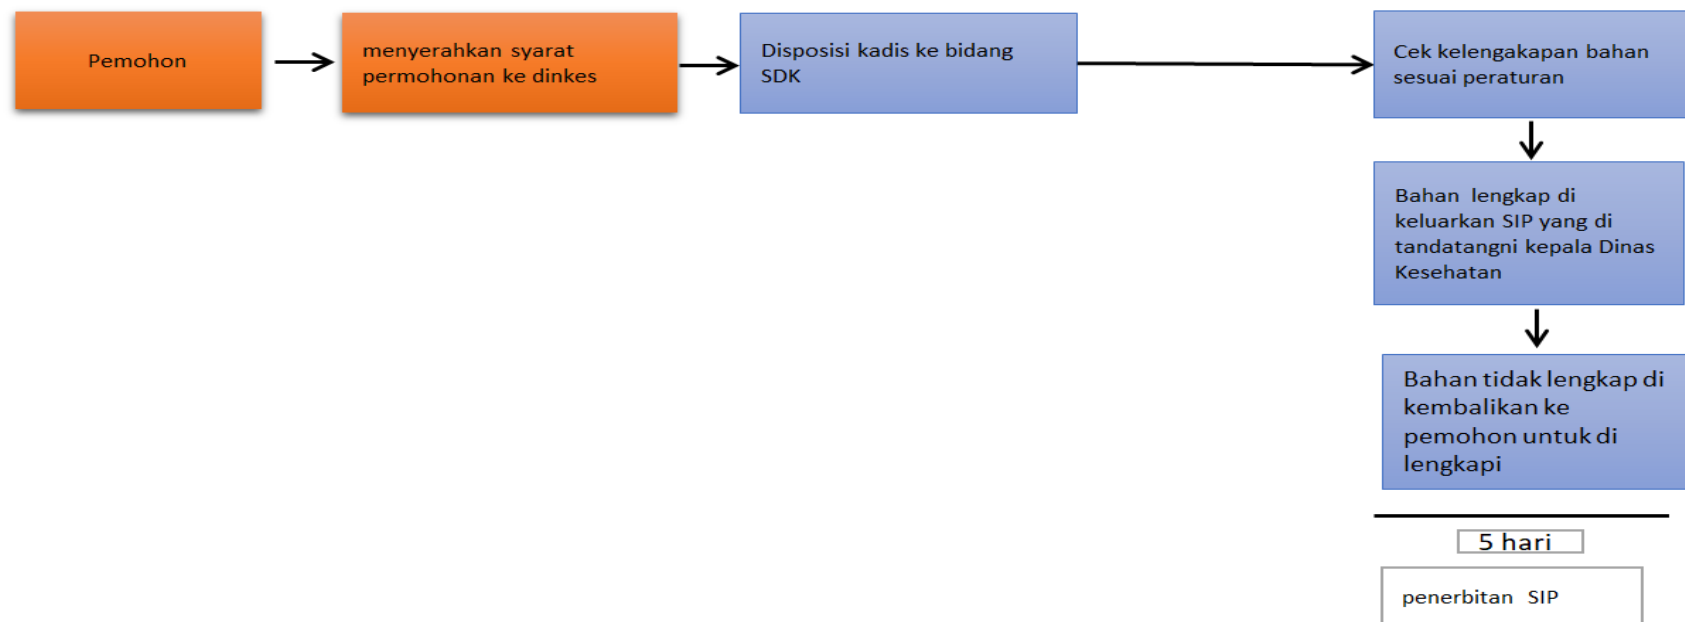 Pemohon
menyerahkan syarat
permohonan ke dinkes
Disposisi kadis ke bidang
SDK
Cek kelengakapan bahan
sesuai peraturan
Bahan lengkap di
keluarkan SIP yang di
tandatangni kepala Dinas
Kesehatan
Bahan tidak lengkap di
kembalikan ke
pemohon untuk di
lengkapi
5 hari
penerbitan SIP